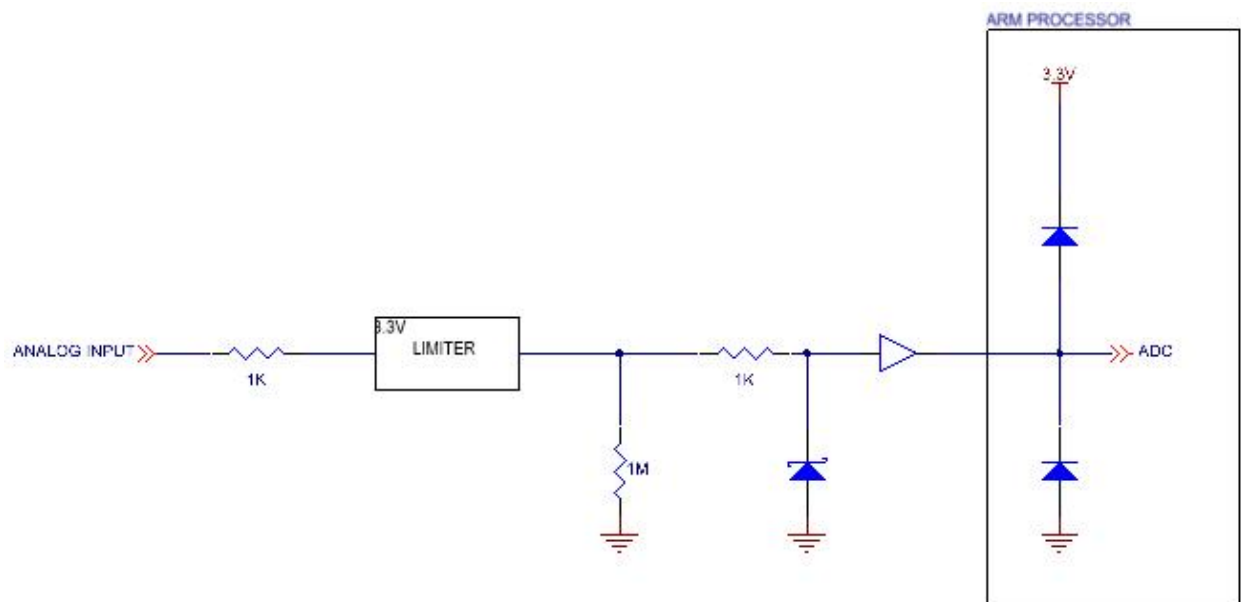 ARM PROCESSOR
3.3V
3.3V
LIMITER
ANALOG INPUT
1K
1K
ADC
1M